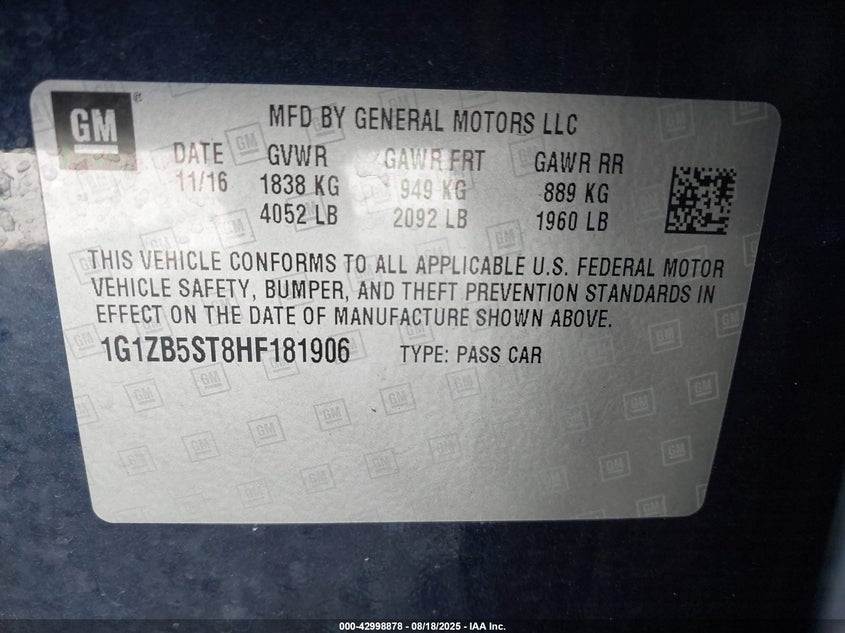 GM
MFD BY GENERAL MOTORS LLC
DATE GVWR GAWR FRT GAWR RR
11/16 1838 KG 949 KG 889 KG
4052 LB 2092 LB 1960 LB
THIS VEHICLE CONFORMS TO ALL APPLICABLE U.S. FEDERAL MOTOR
VEHICLE SAFETY, BUMPER, AND THEFT PREVENTION STANDARDS IN
EFFECT ON THE DATE OF MANUFACTURE SHOWN ABOVE.
1G1ZB5ST8HF181906 TYPE: PASS CAR
000-42998878 - 08/18/2025 - IAA Inc.